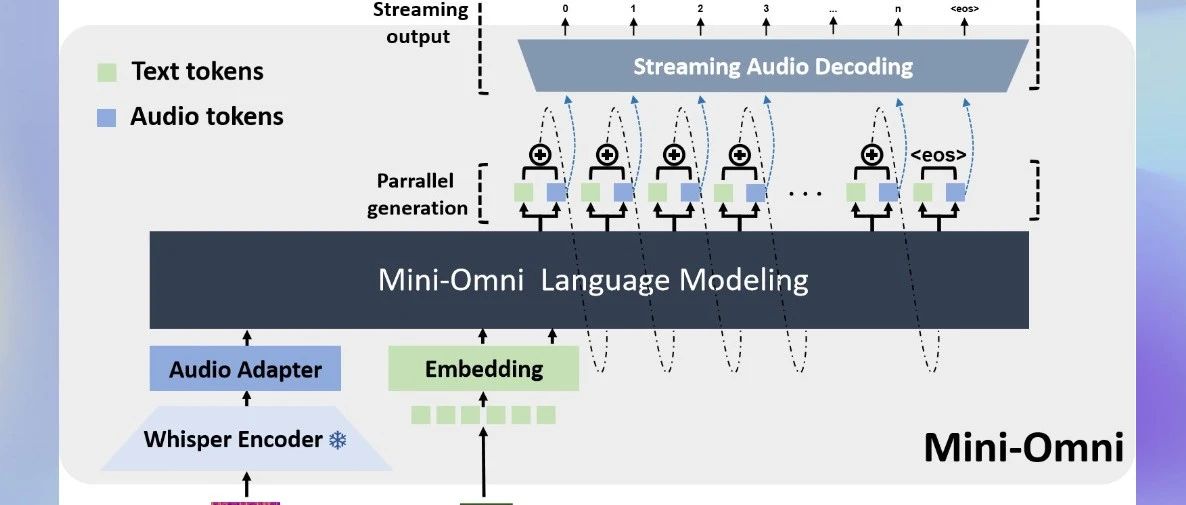 Streaming
output
0 1 2 3 ... n <eos>
Streaming Audio Decoding
Text tokens
Audio tokens
<eos>
Parrallel
generation
. . .
Mini-Omni Language Modeling
Audio Adapter
Embedding
Whisper Encoder
Mini-Omni